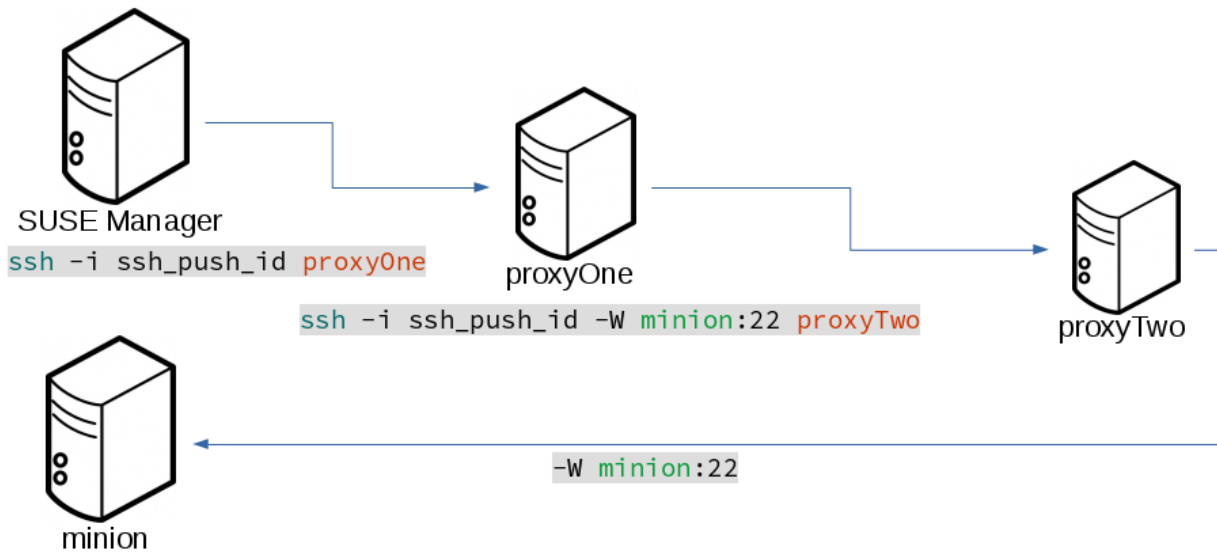 SUSE Manager
ssh -i ssh_push_id proxyOne
proxyOne
ssh -i ssh_push_id -W minion:22 proxyTwo
proxyTwo
-W minion:22
minion